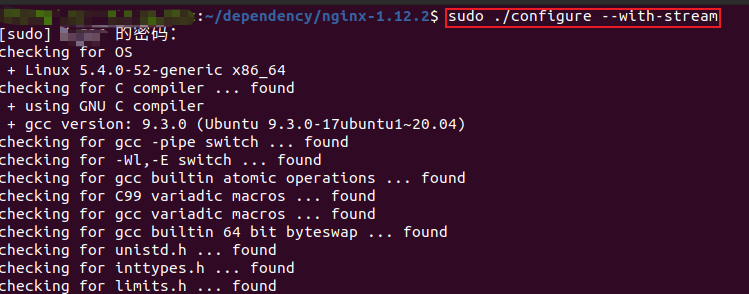 :~/dependency/nginx-1.12.2$ sudo ./configure --with-stream
[sudo] 的密码：
checking for OS
 + Linux 5.4.0-52-generic x86_64
checking for C compiler ... found
 + using GNU C compiler
 + gcc version: 9.3.0 (Ubuntu 9.3.0-17ubuntu1~20.04)
checking for gcc -pipe switch ... found
checking for -Wl,-E switch ... found
checking for gcc builtin atomic operations ... found
checking for C99 variadic macros ... found
checking for gcc variadic macros ... found
checking for gcc builtin 64 bit byteswap ... found
checking for unistd.h ... found
checking for inttypes.h ... found
checking for limits.h ... found